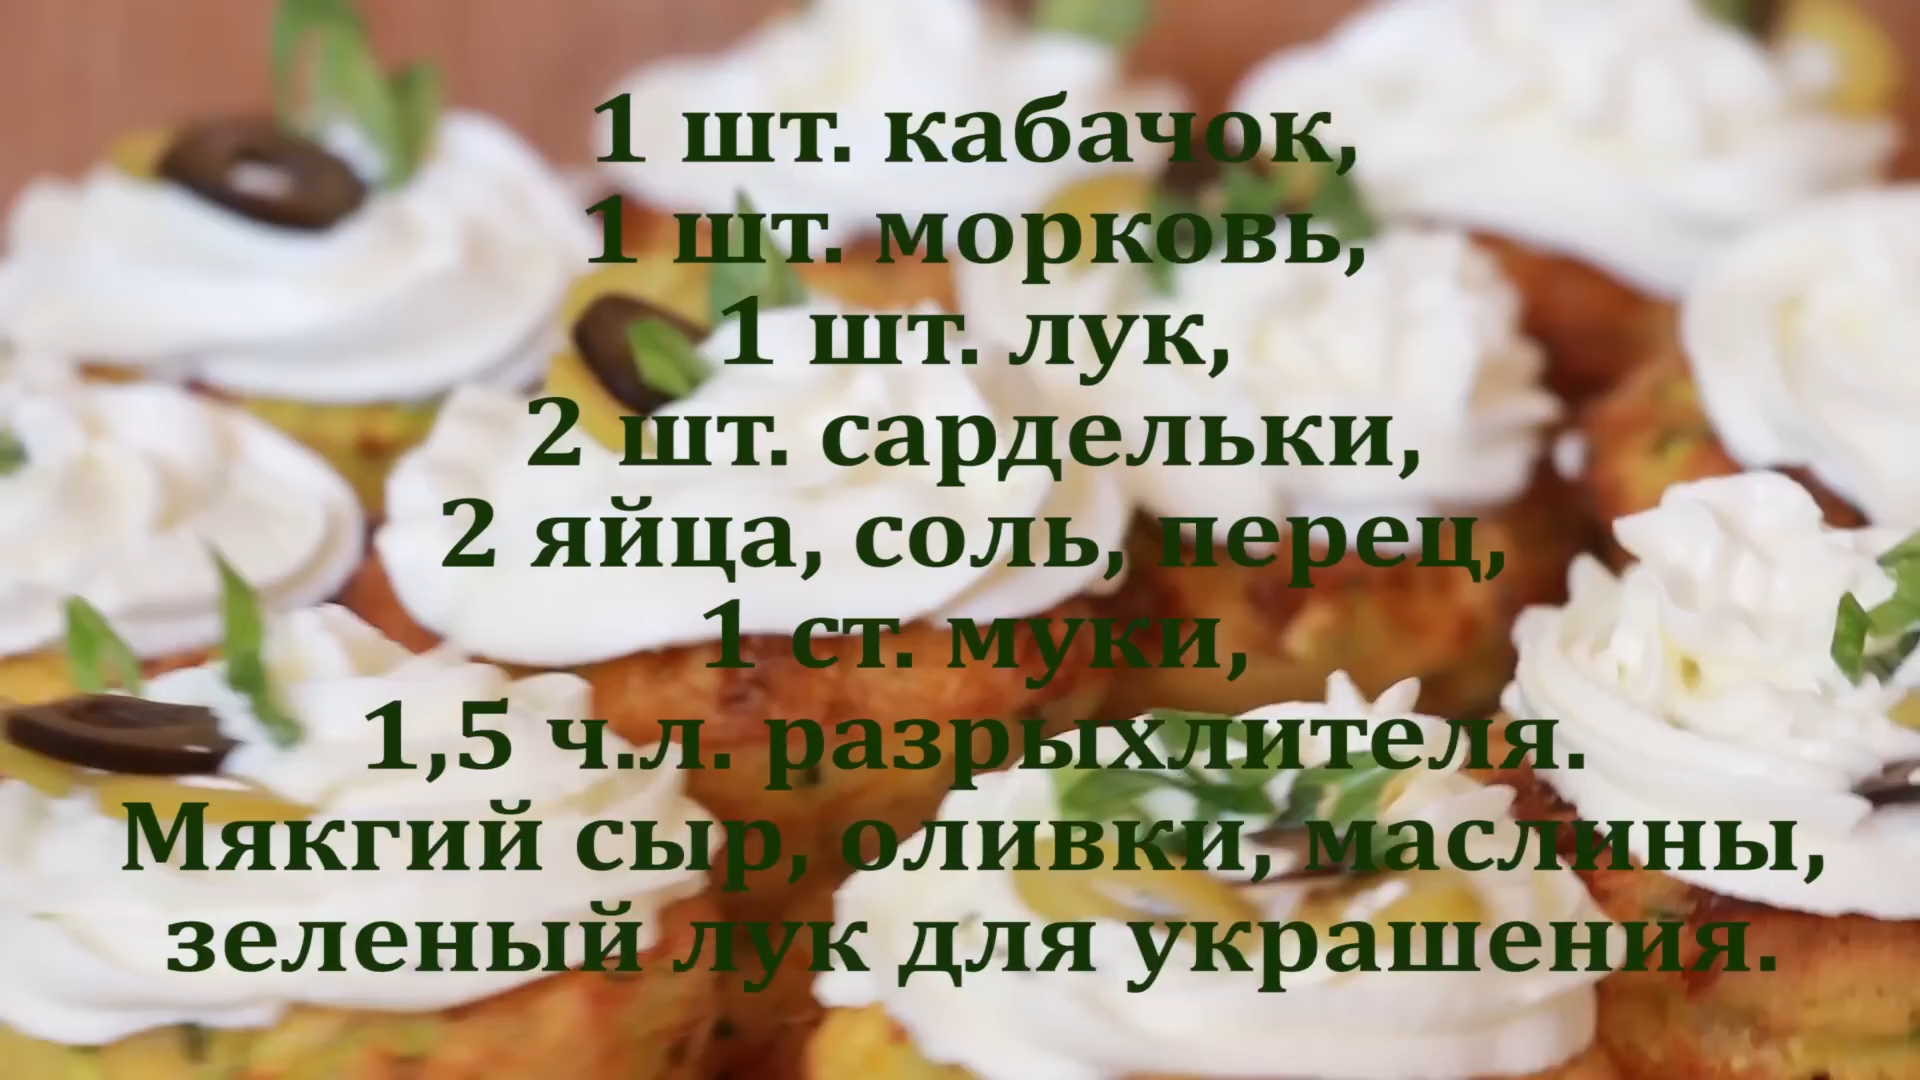 1 шт. кабачок,
1 шт. морковь,
1 шт. лук,
2 шт. сардельки,
2 яйца, соль, перец,
1 ст. муки,
1,5 ч.л. разрыхлителя.
Мякгий сыр, оливки, маслины,
зеленый лук для украшения.